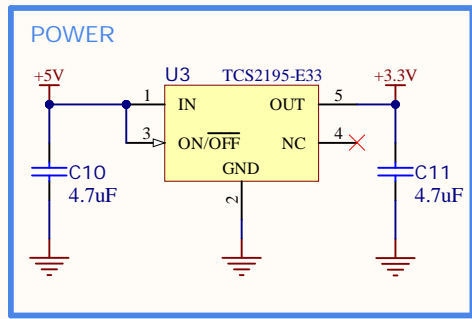 POWER
+5V
U3 TCS2195-E33
+3.3V
1 IN OUT 5
3 ON/OFF NC 4
GND
2
C10
4.7uF
C11
4.7uF